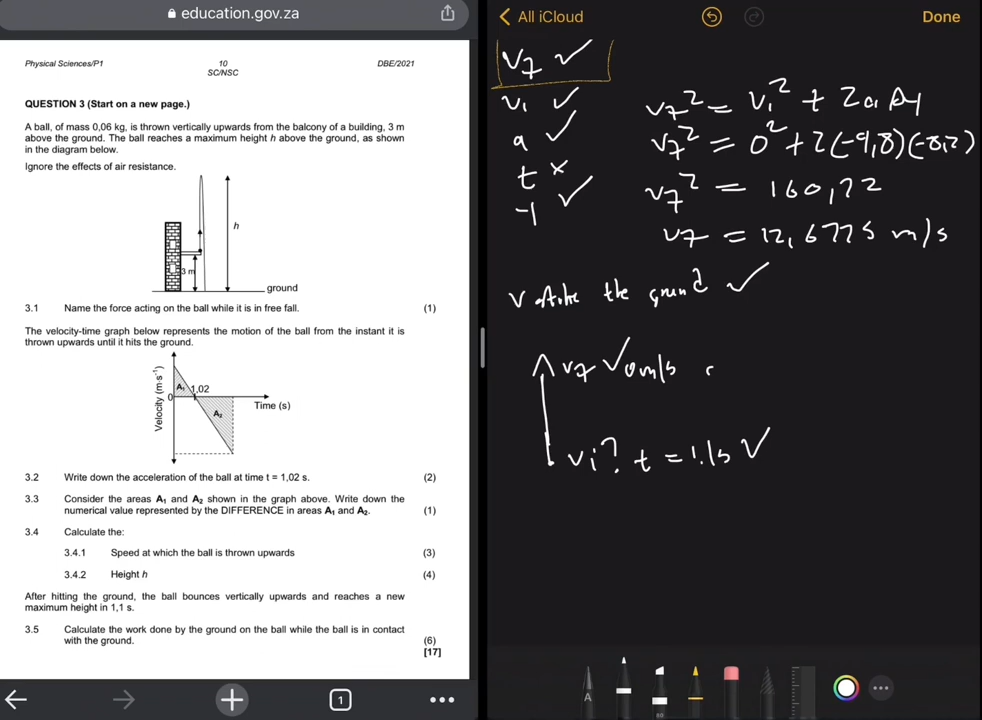 education.gov.za
Physical Sciences/P1
10
SC/NSC
DBE/2021
QUESTION 3 (Start on a new page.)
A ball, of mass 0,06 kg, is thrown vertically upwards from the balcony of a building, 3 m
above the ground. The ball reaches a maximum height h above the ground, as shown
in the diagram below.
Ignore the effects of air resistance.
h
3 m
ground
3.1 Name the force acting on the ball while it is in free fall. (1)
The velocity-time graph below represents the motion of the ball from the instant it is
thrown upwards until it hits the ground.
Velocity (m·s⁻¹)
A₁
1,02
0
Time (s)
A₂
3.2 Write down the acceleration of the ball at time t = 1,02 s. (2)
3.3 Consider the areas A₁ and A₂ shown in the graph above. Write down the
numerical value represented by the DIFFERENCE in areas A₁ and A₂. (1)
3.4 Calculate the:
3.4.1 Speed at which the ball is thrown upwards (3)
3.4.2 Height h (4)
After hitting the ground, the ball bounces vertically upwards and reaches a new
maximum height in 1,1 s.
3.5 Calculate the work done by the ground on the ball while the ball is in contact
with the ground. (6)
[17]
1
All iCloud
Done
vf ✓
vi ✓
a ✓
t ×
y ✓
vf² = vi² + 2a Δy
vf² = 0² + 2(-9,8)(-8,2)
vf² = 160,72
vf = 12,6775 m/s
v strike the ground ✓
vf ✓ 0 m/s
vi? t = 1.1s ✓
A